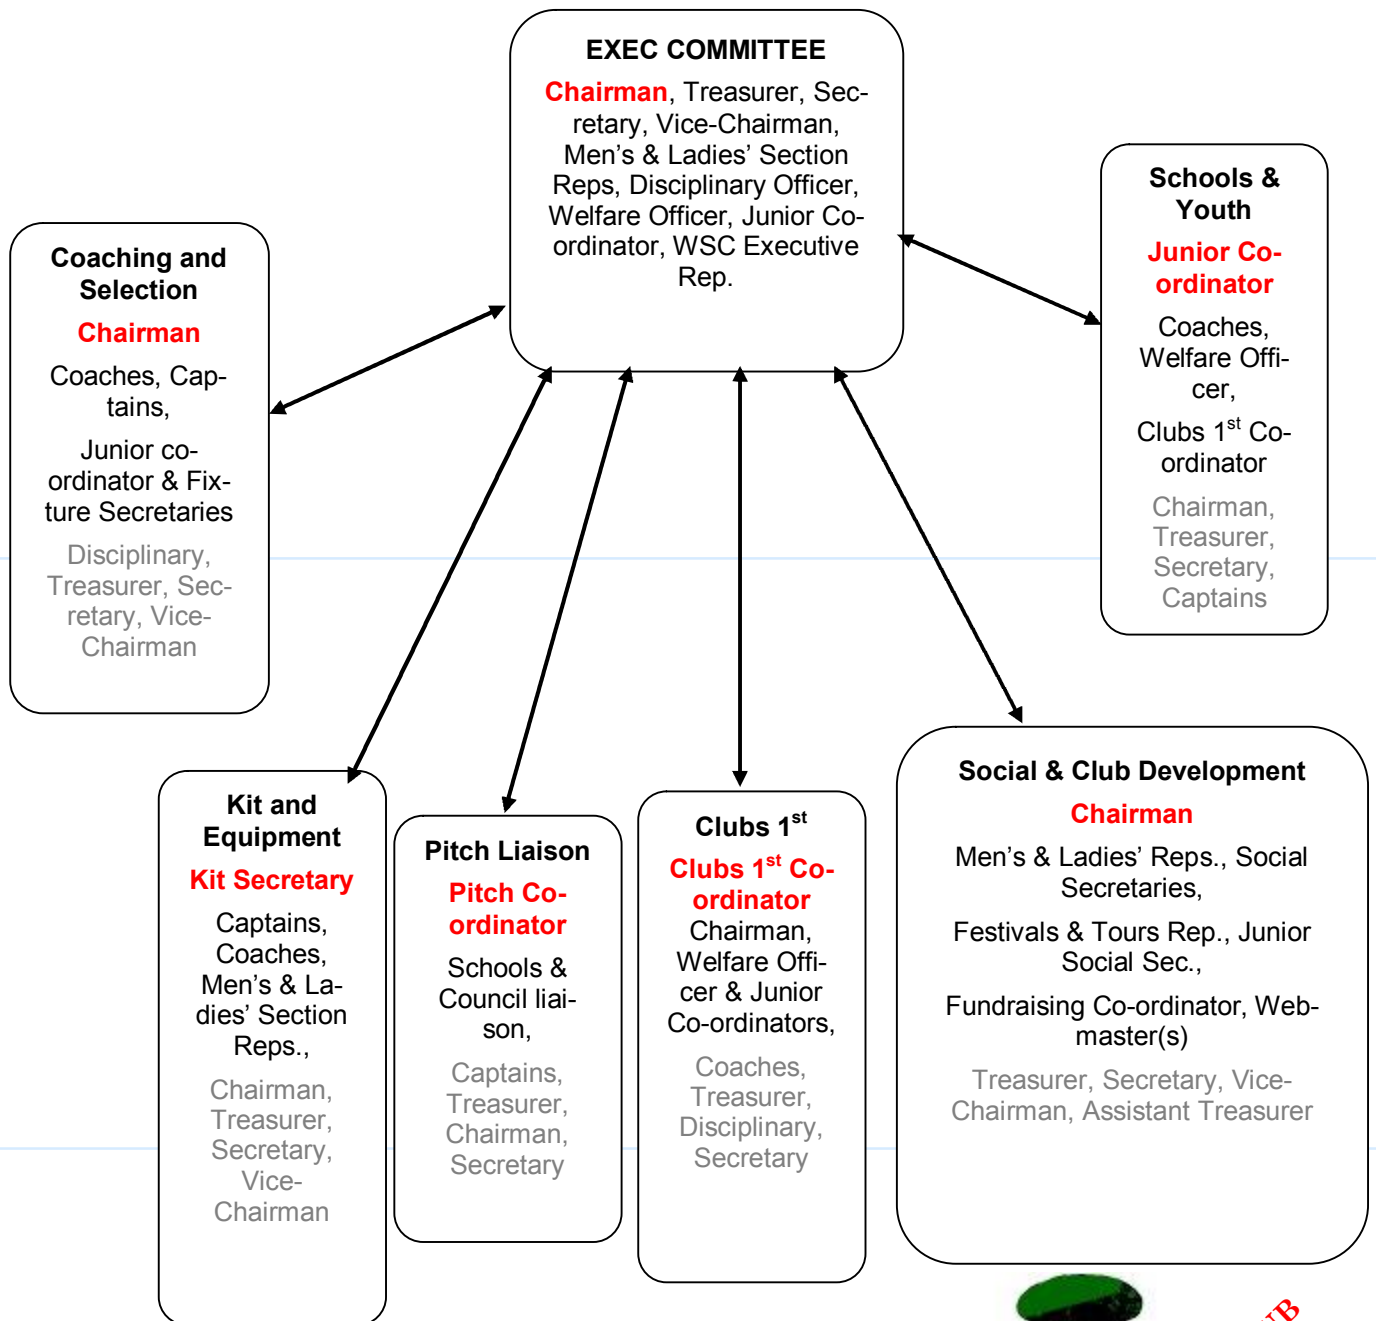 EXEC COMMITTEE
Chairman, Treasurer, Sec-
retary, Vice-Chairman,
Men's & Ladies' Section
Reps, Disciplinary Officer,
Welfare Officer, Junior Co-
ordinator, WSC Executive
Rep.
Schools &
Youth
Junior Co-
ordinator
Coaches,
Welfare Offi-
cer,
Clubs 1st Co-
ordinator
Chairman,
Treasurer,
Secretary,
Captains
Coaching and
Selection
Chairman
Coaches, Cap-
tains,
Junior co-
ordinator & Fix-
ture Secretaries
Disciplinary,
Treasurer, Sec-
retary, Vice-
Chairman
Kit and
Equipment
Kit Secretary
Captains,
Coaches,
Men's & La-
dies' Section
Reps.,
Chairman,
Treasurer,
Secretary,
Vice-
Chairman
Pitch Liaison
Pitch Co-
ordinator
Schools &
Council liai-
son,
Captains,
Treasurer,
Chairman,
Secretary
Clubs 1st
Clubs 1st Co-
ordinator
Chairman,
Welfare Offi-
cer & Junior
Co-ordinators,
Coaches,
Treasurer,
Disciplinary,
Secretary
Social & Club Development
Chairman
Men's & Ladies' Reps., Social
Secretaries,
Festivals & Tours Rep., Junior
Social Sec.,
Fundraising Co-ordinator, Web-
master(s)
Treasurer, Secretary, Vice-
Chairman, Assistant Treasurer